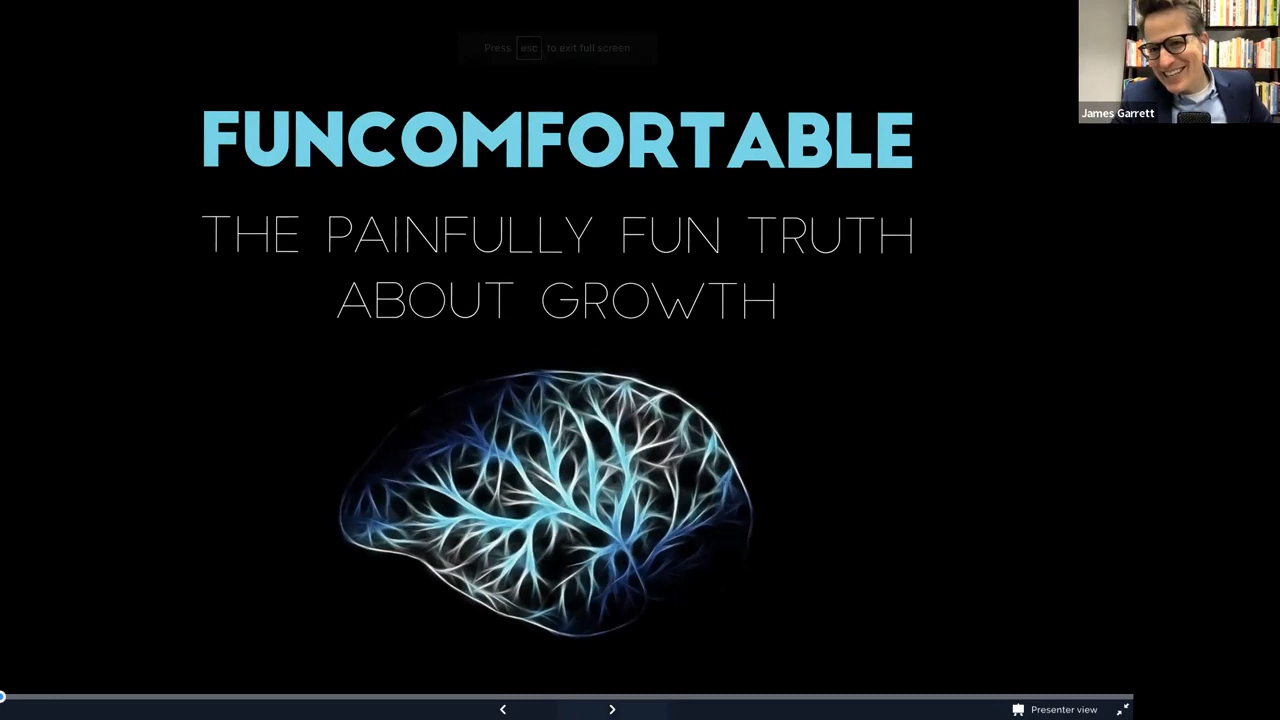 Press esc to exit full screen
James Garrett
FUNCOMFORTABLE
THE PAINFULLY FUN TRUTH
ABOUT GROWTH
Presenter view